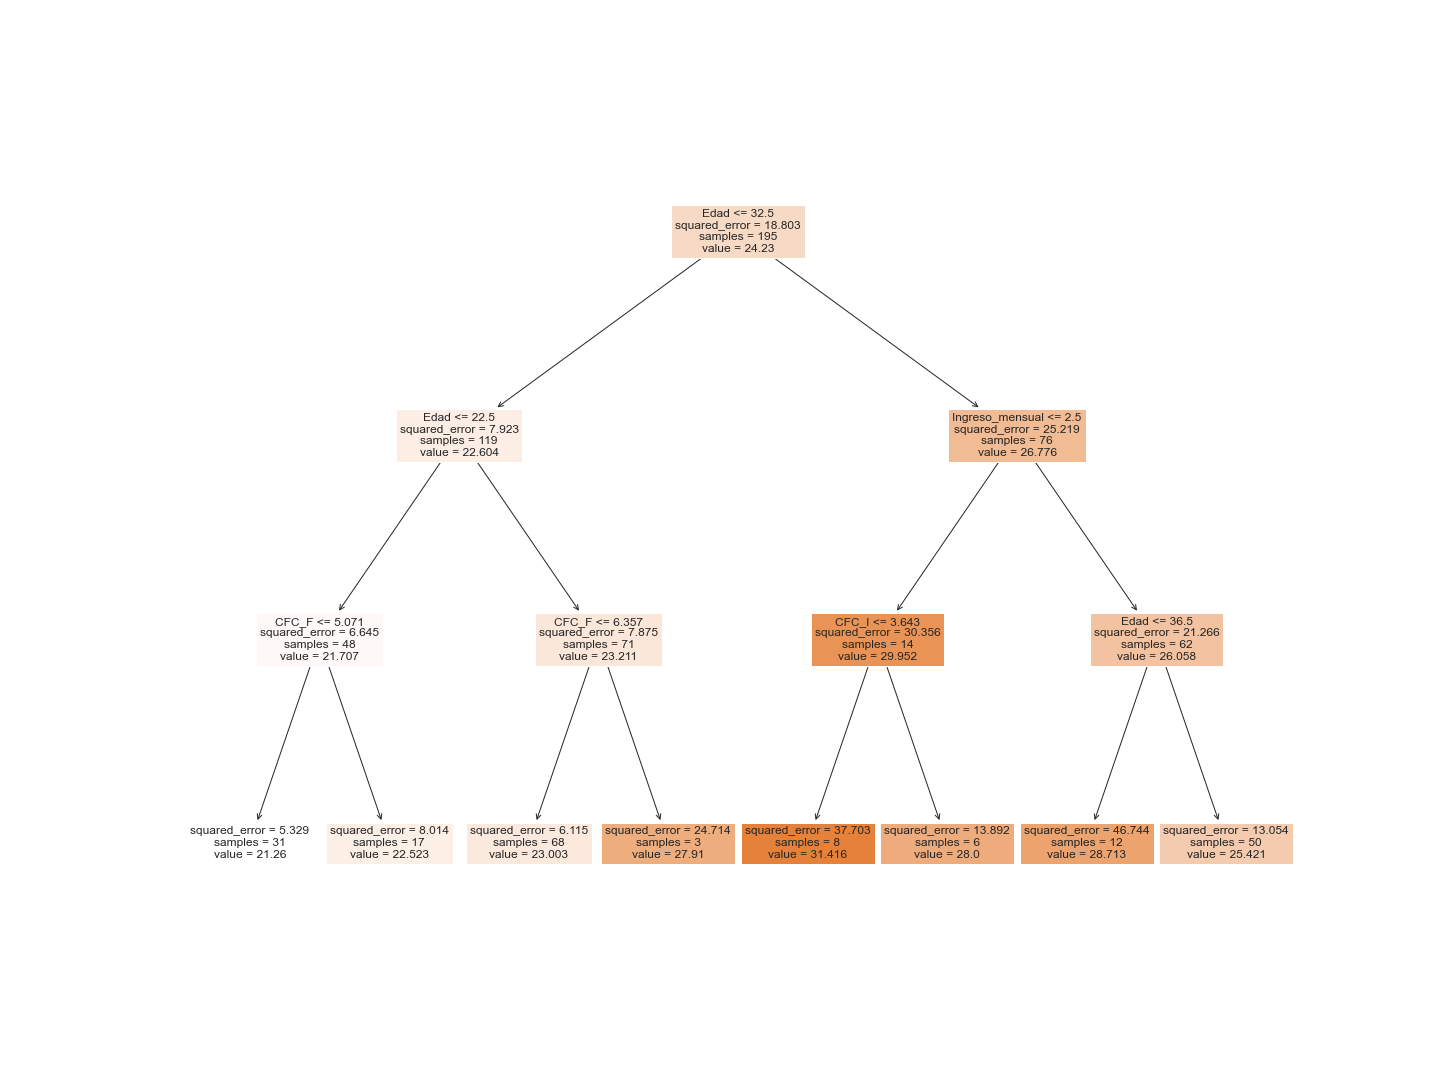 Edad <= 32.5
squared_error = 18.803
samples = 195
value = 24.23
Edad <= 22.5
squared_error = 7.923
samples = 119
value = 22.604
Ingreso_mensual <= 2.5
squared_error = 25.219
samples = 76
value = 26.776
CFC_F <= 5.071
squared_error = 6.645
samples = 48
value = 21.707
CFC_F <= 6.357
squared_error = 7.875
samples = 71
value = 23.211
CFC_I <= 3.643
squared_error = 30.356
samples = 14
value = 29.952
Edad <= 36.5
squared_error = 21.266
samples = 62
value = 26.058
squared_error = 5.329
samples = 31
value = 21.26
squared_error = 8.014
samples = 17
value = 22.523
squared_error = 6.115
samples = 68
value = 23.003
squared_error = 24.714
samples = 3
value = 27.91
squared_error = 37.703
samples = 8
value = 31.416
squared_error = 13.892
samples = 6
value = 28.0
squared_error = 46.744
samples = 12
value = 28.713
squared_error = 13.054
samples = 50
value = 25.421